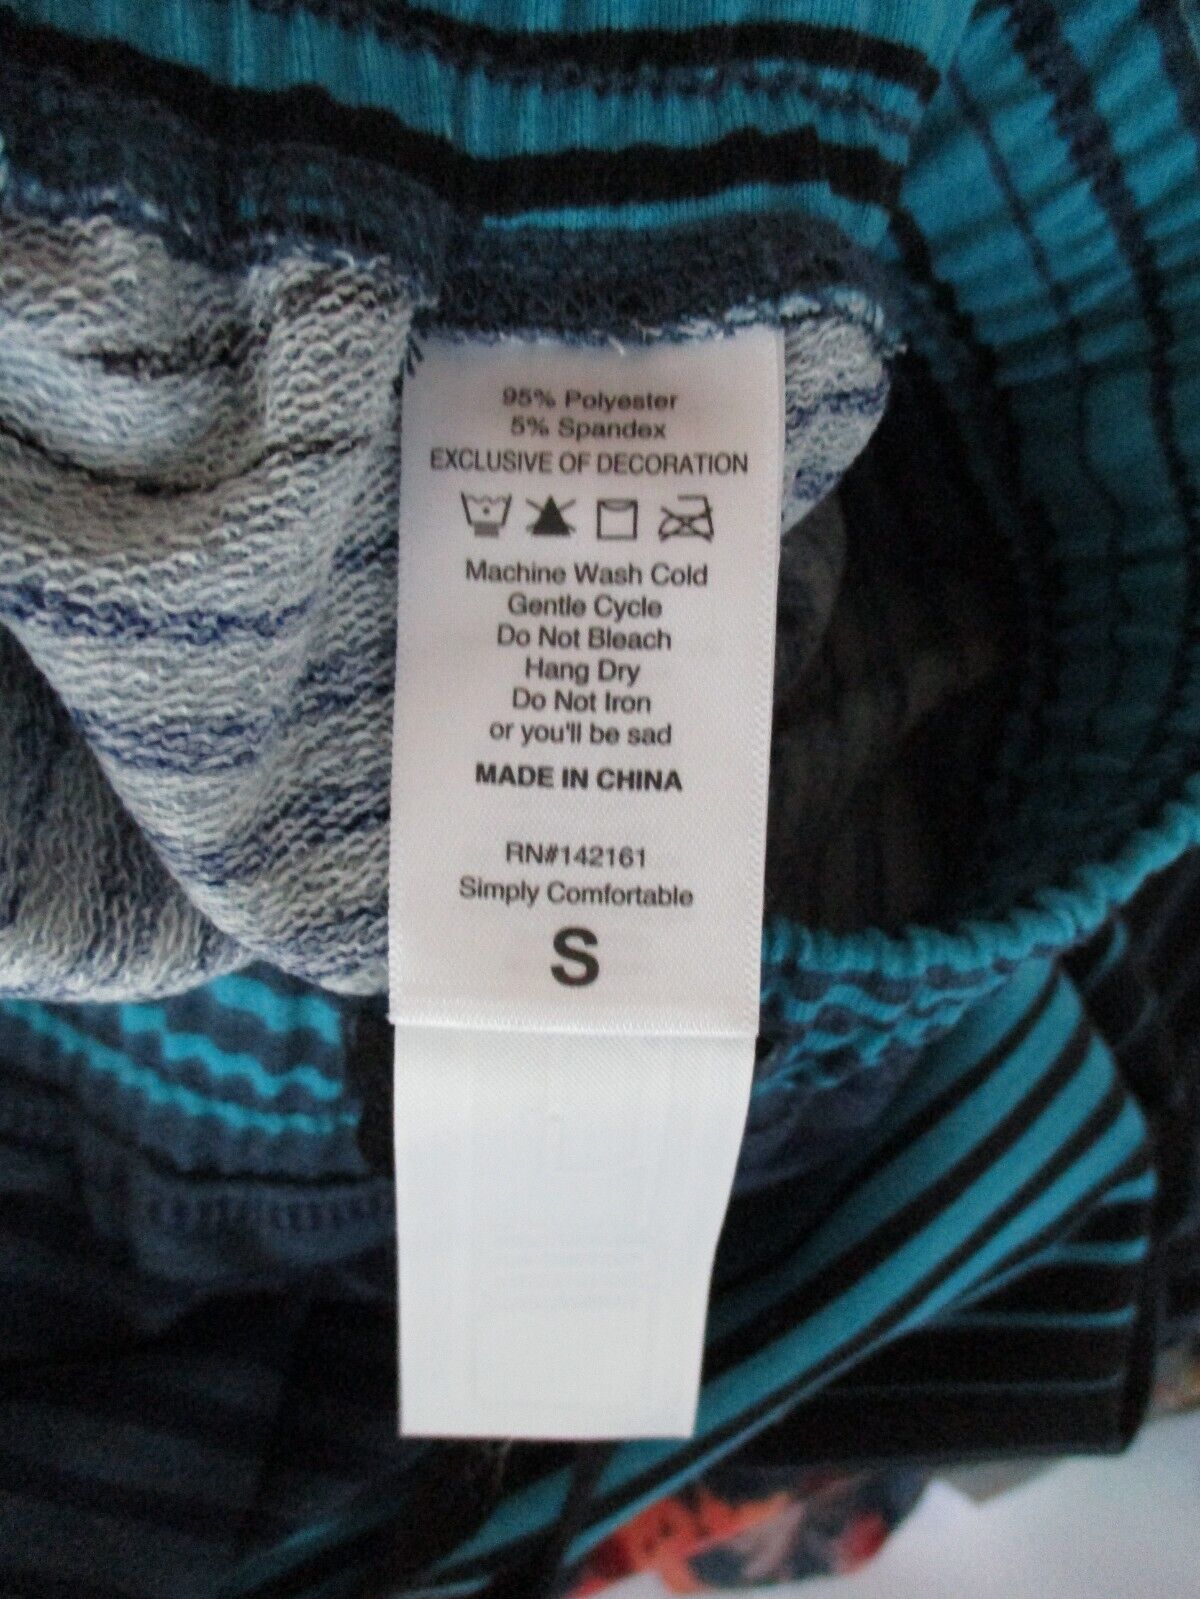 95% Polyester
5% Spandex
EXCLUSIVE OF DECORATION
Machine Wash Cold
Gentle Cycle
Do Not Bleach
Hang Dry
Do Not Iron
or you'll be sad
MADE IN CHINA
RN#142161
Simply Comfortable
S